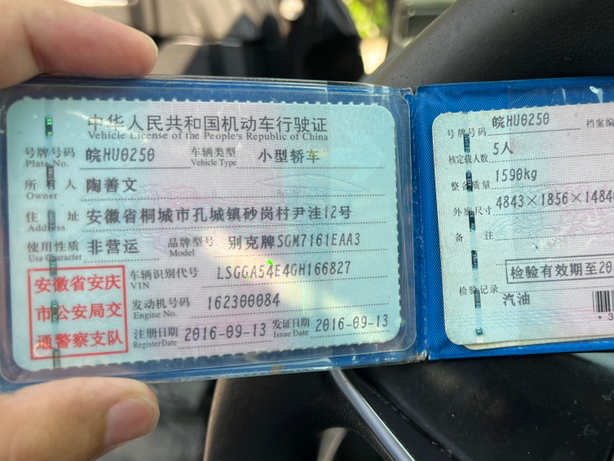 中华人民共和国机动车行驶证
Vehicle License of the People's Republic of China
号牌号码 皖HU0250 车辆类型 小型轿车
Plate No. Vehicle Type
所有人 陶善文
Owner
住址 安徽省桐城市孔城镇砂岗村尹洼12号
Address
使用性质 非营运 品牌型号 别克牌SGM7161EAA3
Use Character Model
安徽省安庆
市公安局交
通警察支队
车辆识别代号 LSGGA54E4GH166827
VIN
发动机号码 162300084
Engine No.
注册日期 2016-09-13 发证日期 2016-09-13
Register Date Issue Date
号牌号码 皖HU0250 档案编
核定载人数 5人
整备质量 1590kg
外廓尺寸 4843×1856×1484
备注
检验有效期至20
检验记录
汽油
*3